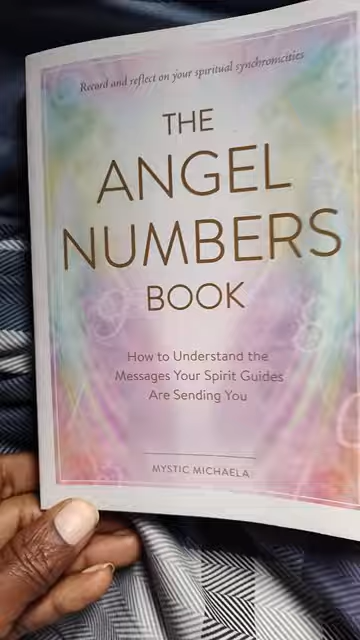 Record and reflect on your spiritual synchronicities
THE
ANGEL
NUMBERS
BOOK
How to Understand the
Messages Your Spirit Guides
Are Sending You
MYSTIC MICHAELA